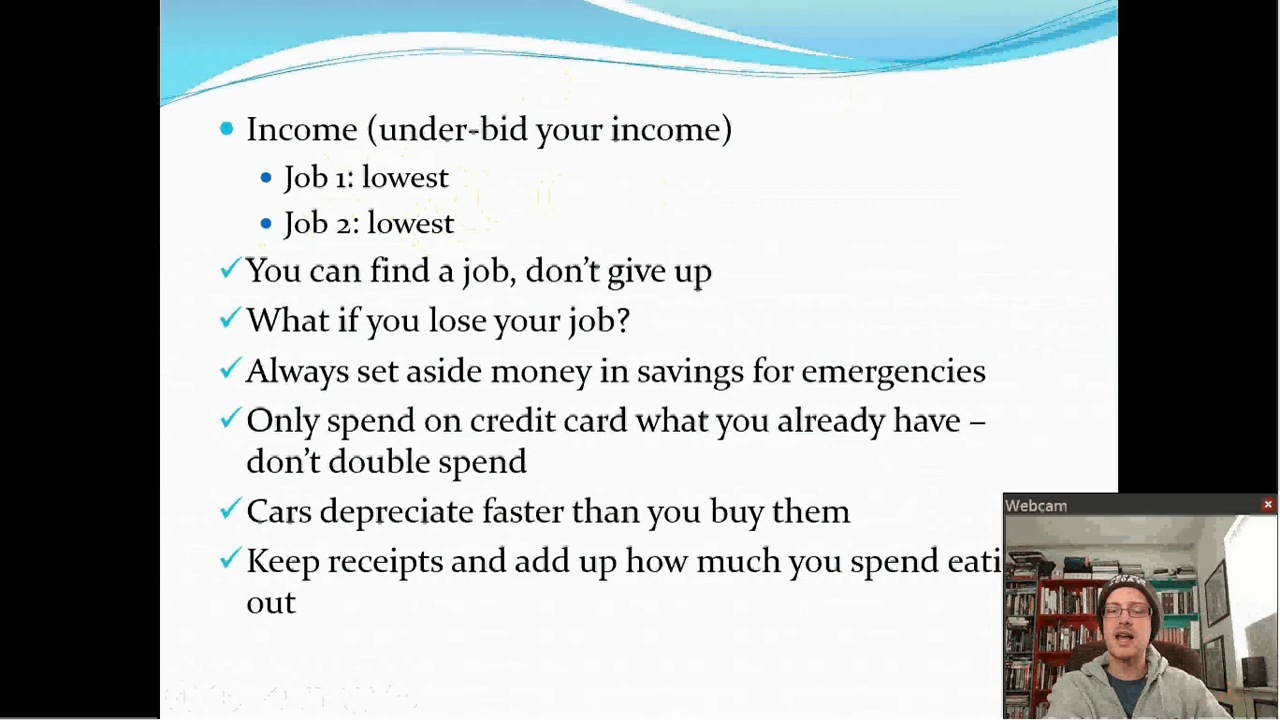 Income (under-bid your income)
Job 1: lowest
Job 2: lowest
You can find a job, don't give up
What if you lose your job?
Always set aside money in savings for emergencies
Only spend on credit card what you already have –
don't double spend
Cars depreciate faster than you buy them
Keep receipts and add up how much you spend eati
out
Webcam